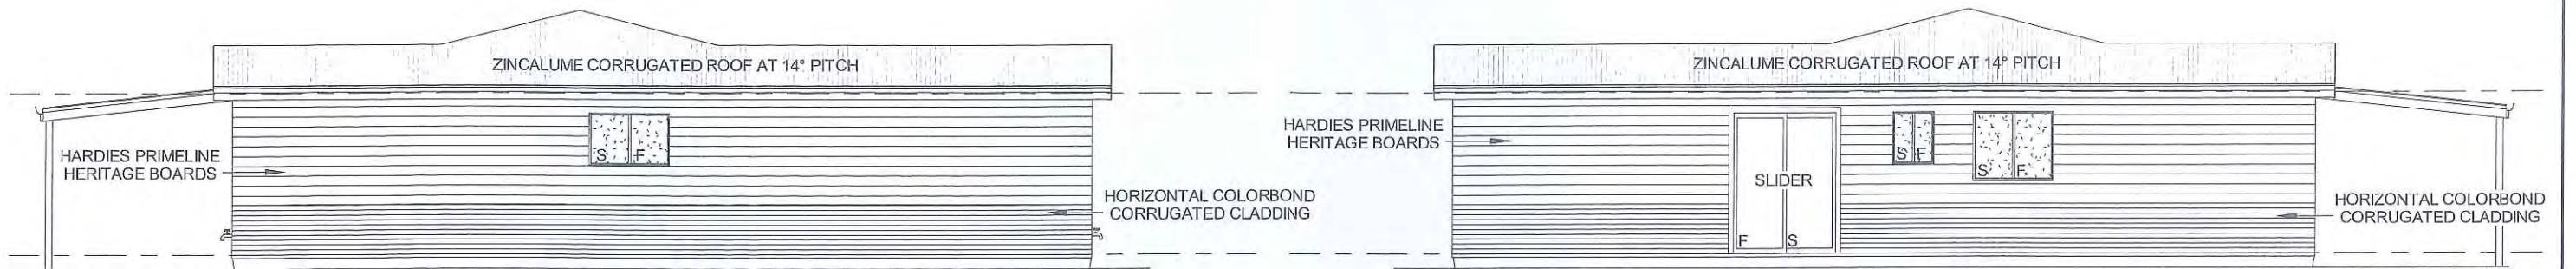 ZINCALUME CORRUGATED ROOF AT 14° PITCH
S F
HARDIES PRIMELINE
HERITAGE BOARDS
HORIZONTAL COLORBOND
CORRUGATED CLADDING
ZINCALUME CORRUGATED ROOF AT 14° PITCH
HARDIES PRIMELINE
HERITAGE BOARDS
S F
S F
SLIDER
F S
HORIZONTAL COLORBOND
CORRUGATED CLADDING